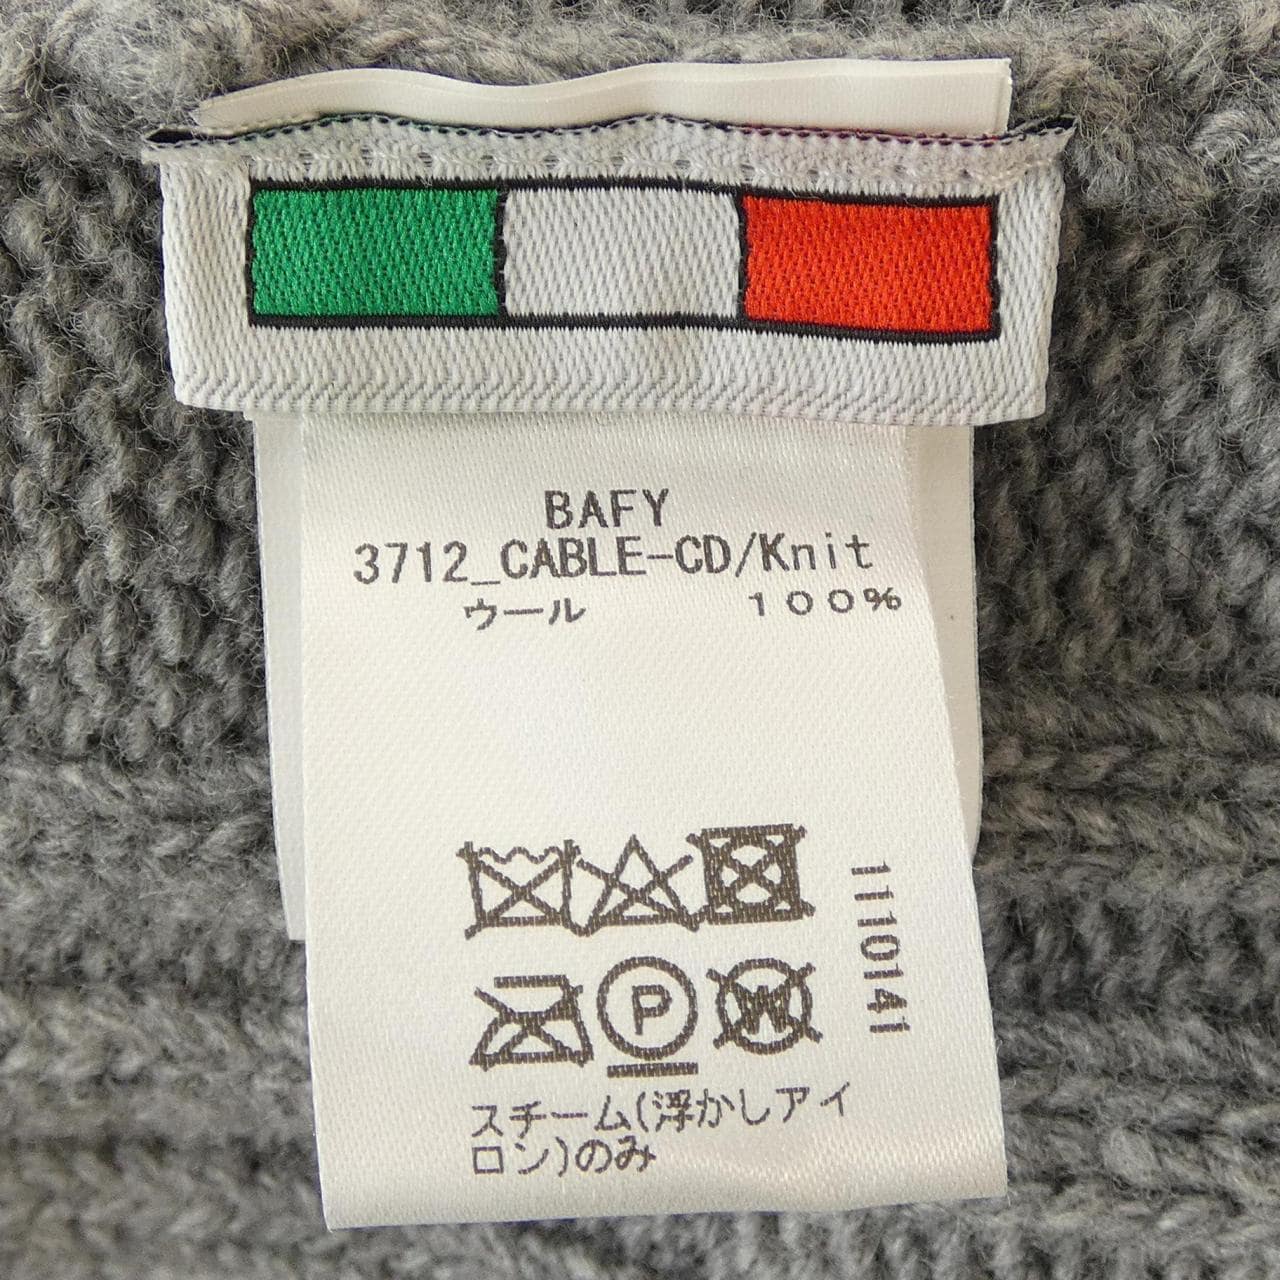 BAFY
3712_CABLE-CD/Knit
ウール 100%
P
W
1110141
スチーム(浮かしアイ
ロン)のみ